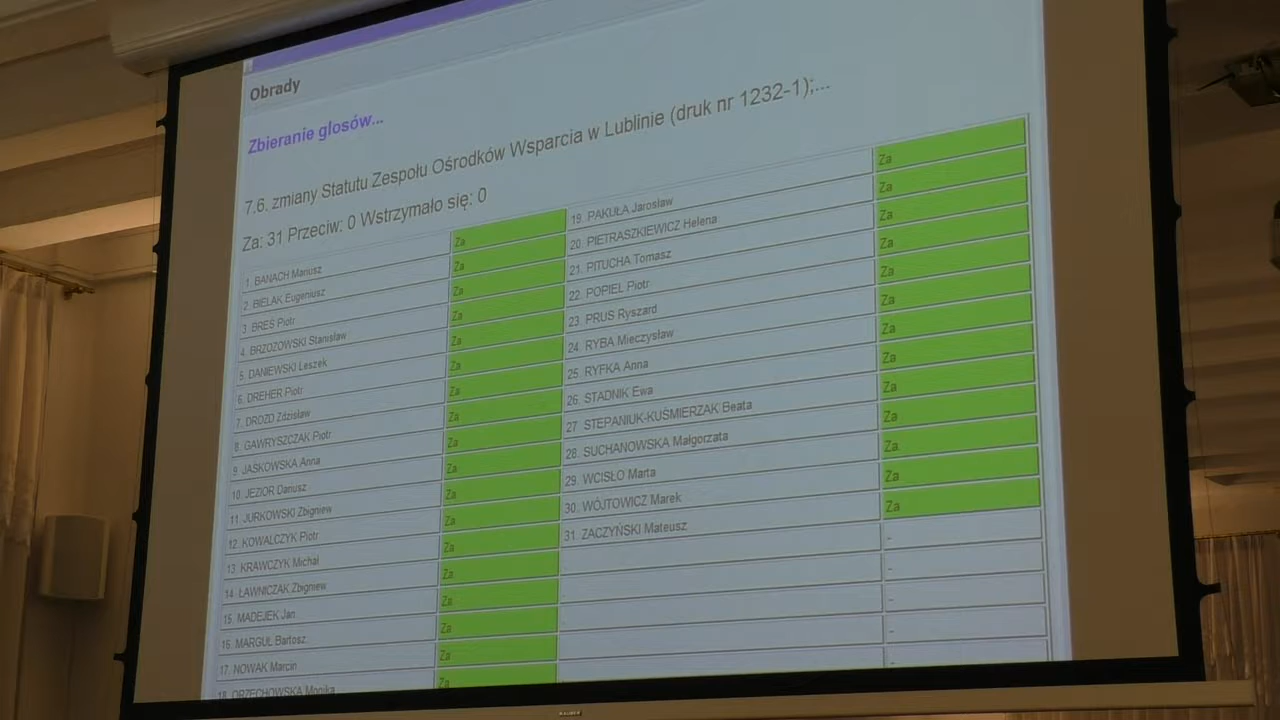 Obrady
Zbieranie głosów...
7.6. zmiany Statutu Zespołu Ośrodków Wsparcia w Lublinie (druk nr 1232-1);...
Za: 31 Przeciw: 0 Wstrzymało się: 0
1. BANACH Mariusz Za
2. BIELAK Eugeniusz Za
3. BREŚ Piotr Za
4. BRZOZOWSKI Stanisław Za
5. DANIEWSKI Leszek Za
6. DREHER Piotr Za
7. DROZD Zdzisław Za
8. GAWRYSZCZAK Piotr Za
9. JASKOWSKA Anna Za
10. JEZIOR Dariusz Za
11. JURKOWSKI Zbigniew Za
12. KOWALCZYK Piotr Za
13. KRAWCZYK Michał Za
14. ŁAWNICZAK Zbigniew Za
15. MADEJEK Jan Za
16. MARGUŁ Bartosz Za
17. NOWAK Marcin Za
18. ORZECHOWSKA Monika Za
19. PAKUŁA Jarosław Za
20. PIETRASZKIEWICZ Helena Za
21. PITUCHA Tomasz Za
22. POPIEL Piotr Za
23. PRUS Ryszard Za
24. RYBA Mieczysław Za
25. RYFKA Anna Za
26. STADNIK Ewa Za
27. STEPANIUK-KUŚMIERZAK Beata Za
28. SUCHANOWSKA Małgorzata Za
29. WCISŁO Marta Za
30. WÓJTOWICZ Marek Za
31. ZACZYŃSKI Mateusz Za